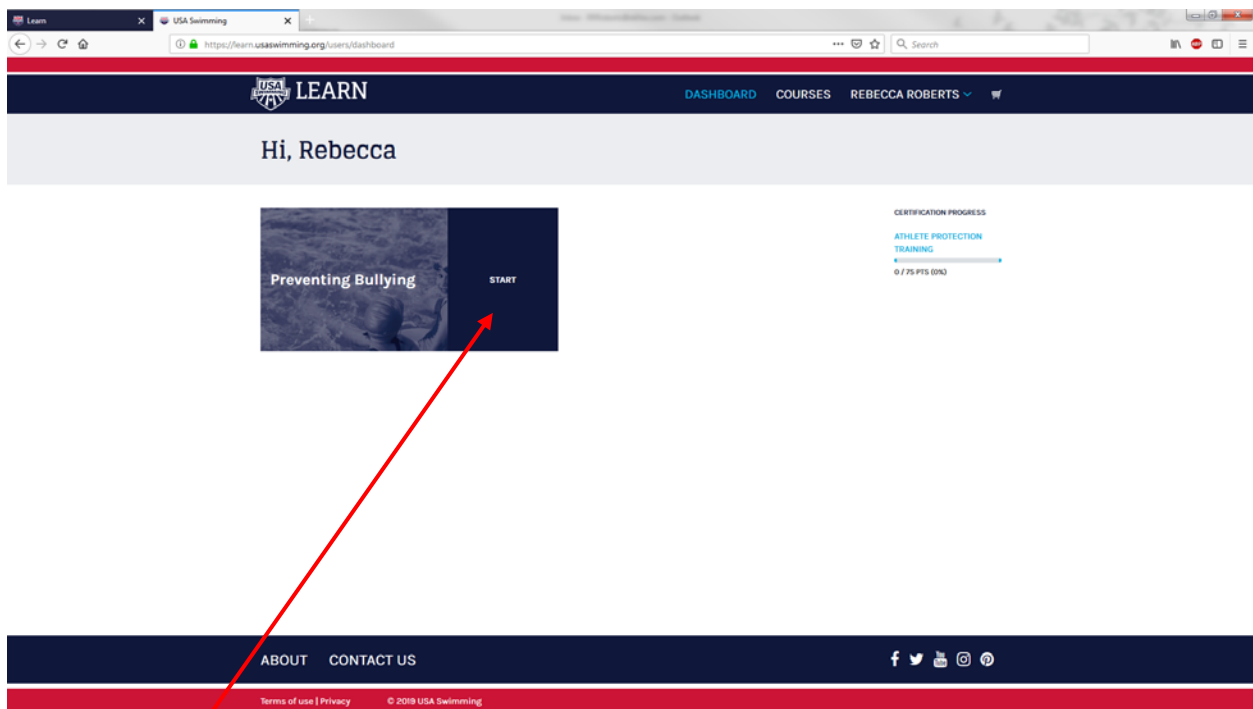 Learn USA Swimming
https://learn.usaswimming.org/users/dashboard Search
USA LEARN DASHBOARD COURSES REBECCA ROBERTS
Hi, Rebecca
Preventing Bullying START
CERTIFICATION PROGRESS
ATHLETE PROTECTION
TRAINING
0 / 75 PTS (0%)
ABOUT CONTACT US
Terms of use | Privacy © 2019 USA Swimming